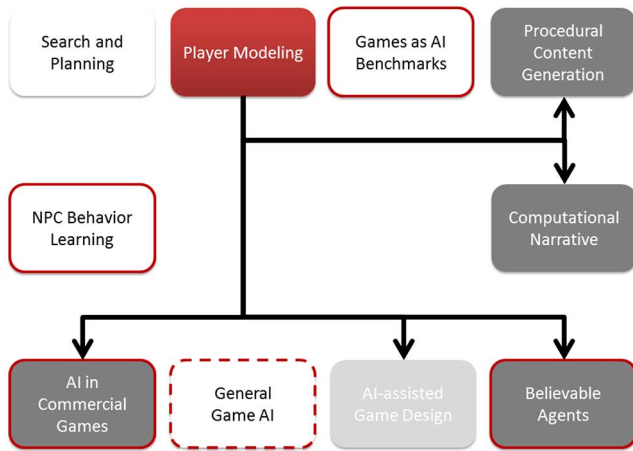 Search and
Planning
Player Modeling
Games as AI
Benchmarks
Procedural
Content
Generation
NPC Behavior
Learning
Computational
Narrative
AI in
Commercial
Games
General
Game AI
AI-assisted
Game Design
Believable
Agents